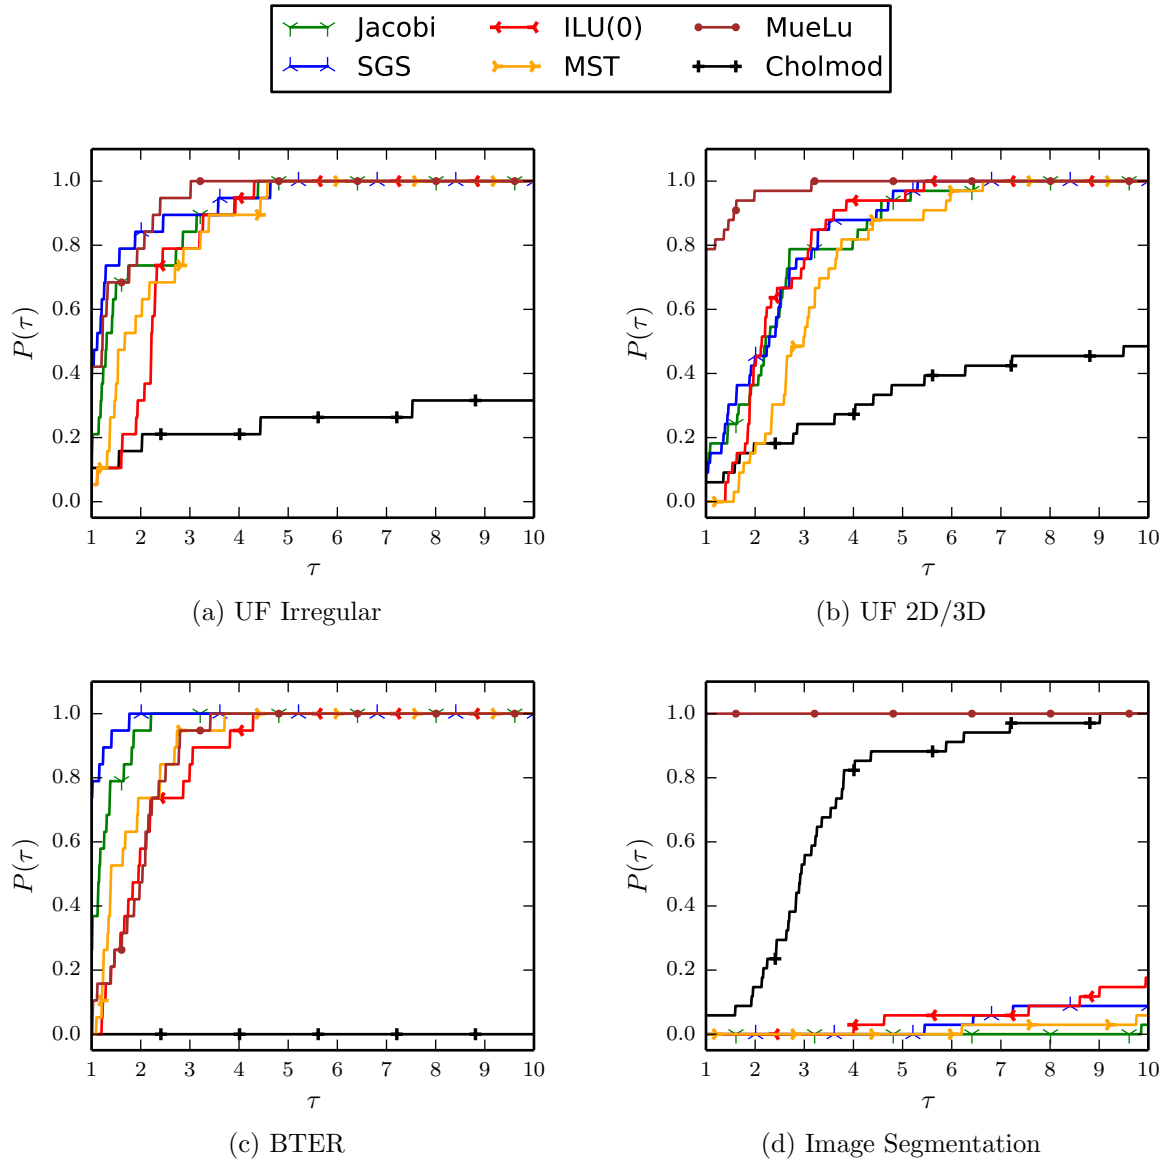 Jacobi ILU(0) MueLu
SGS MST Cholmod
1.0
0.8
0.6
0.4
0.2
0.0
P(τ)
1 2 3 4 5 6 7 8 9 10
τ
(a) UF Irregular
1.0
0.8
0.6
0.4
0.2
0.0
P(τ)
1 2 3 4 5 6 7 8 9 10
τ
(b) UF 2D/3D
1.0
0.8
0.6
0.4
0.2
0.0
P(τ)
1 2 3 4 5 6 7 8 9 10
τ
(c) BTER
1.0
0.8
0.6
0.4
0.2
0.0
P(τ)
1 2 3 4 5 6 7 8 9 10
τ
(d) Image Segmentation